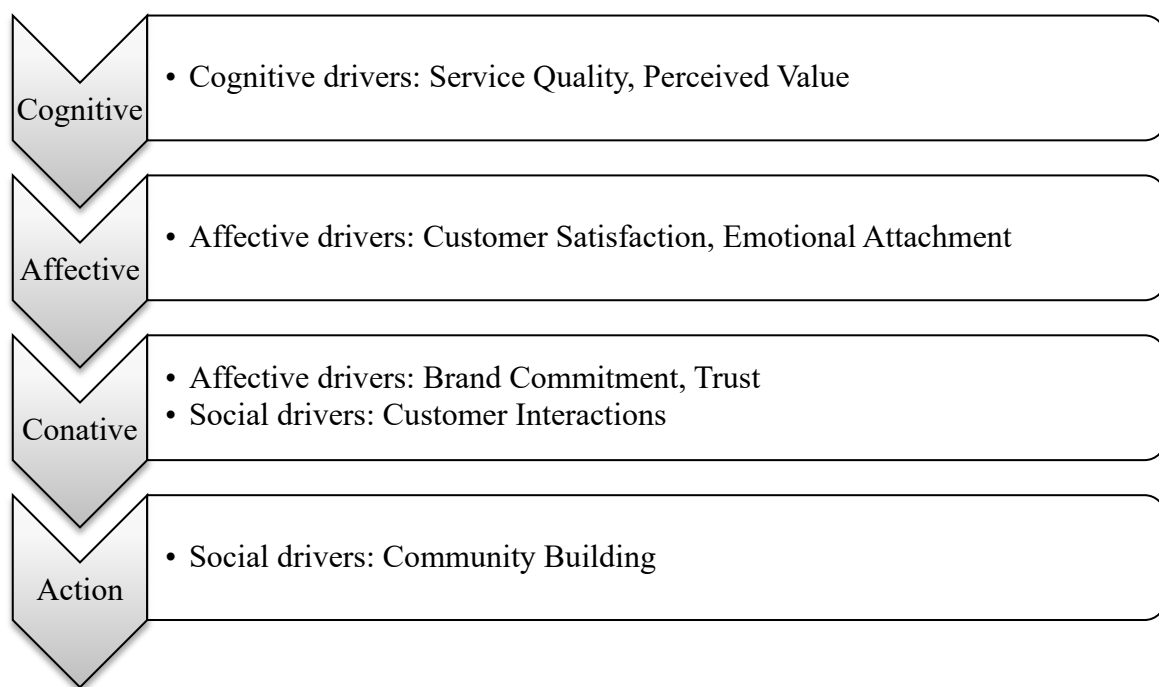 Cognitive
• Cognitive drivers: Service Quality, Perceived Value
Affective
• Affective drivers: Customer Satisfaction, Emotional Attachment
Conative
• Affective drivers: Brand Commitment, Trust
• Social drivers: Customer Interactions
Action
• Social drivers: Community Building